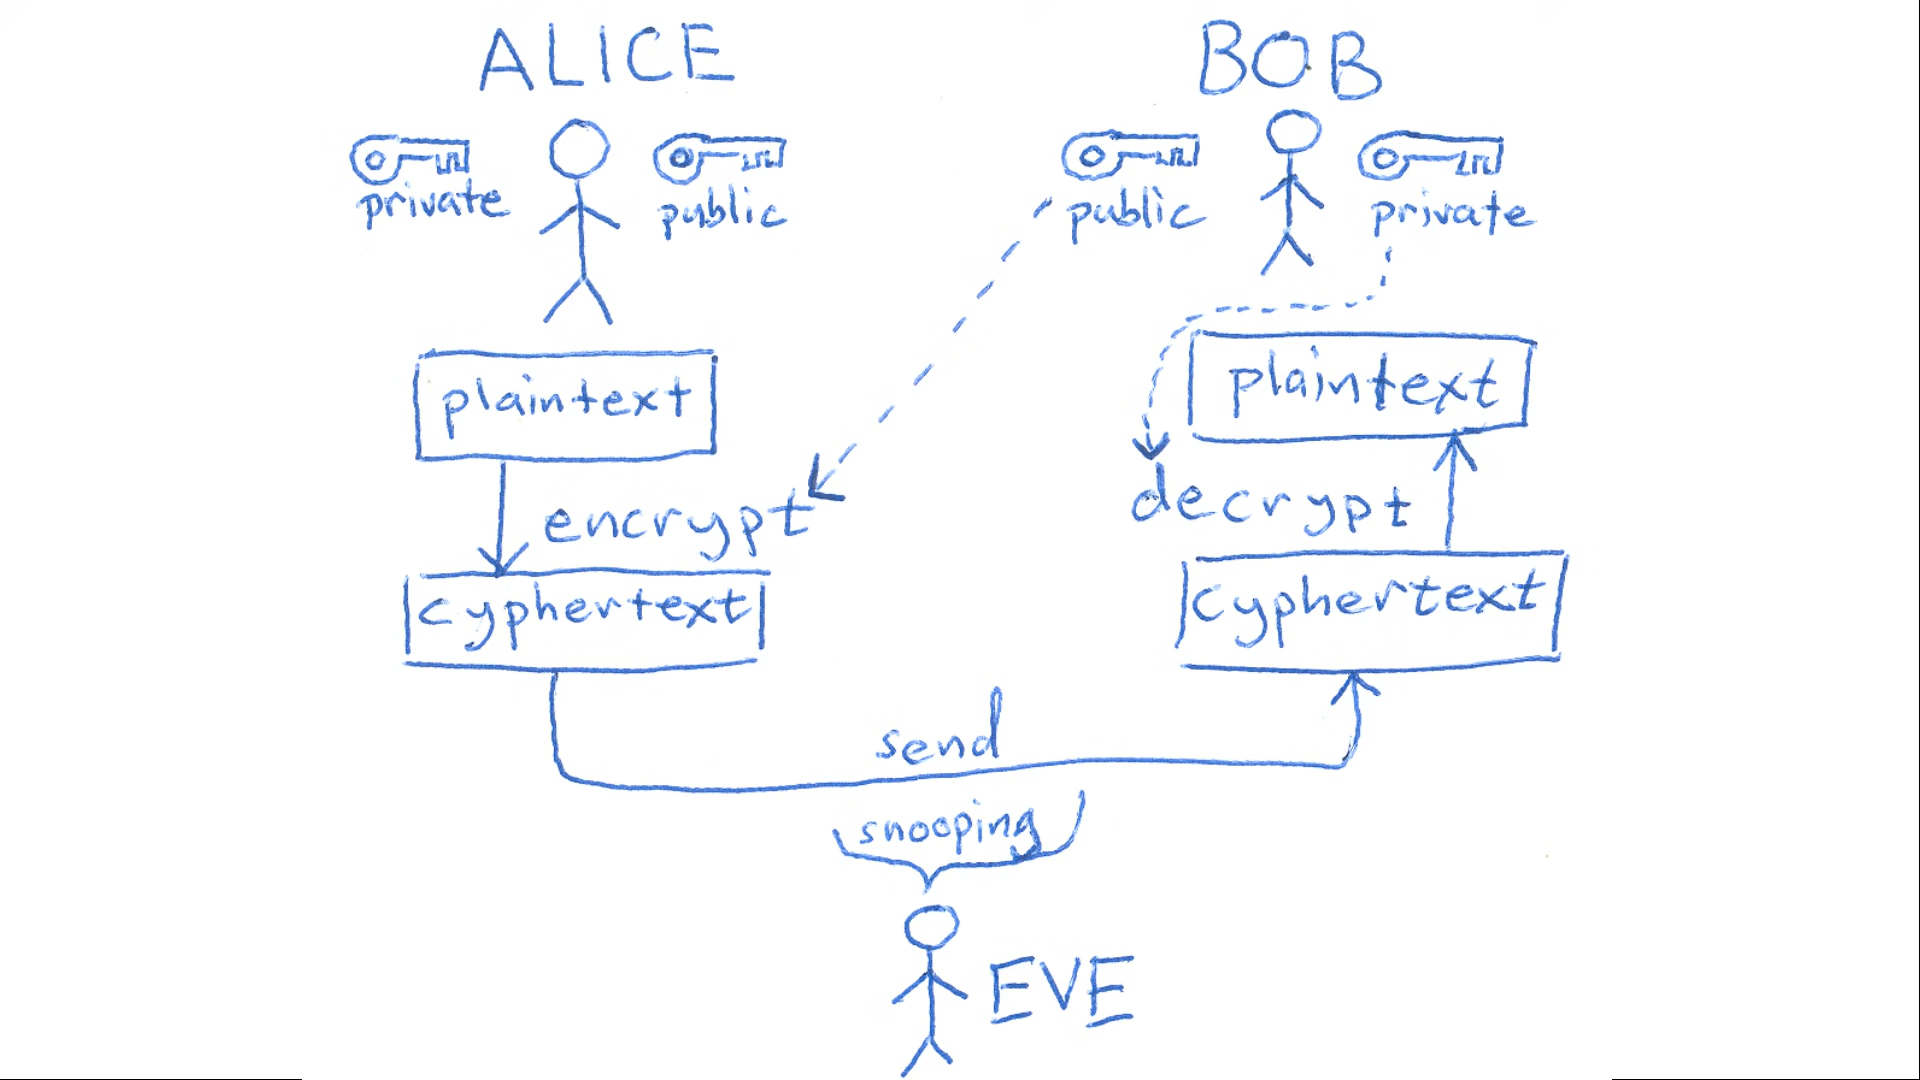 ALICE
BOB
private
public
public
private
plaintext
plaintext
encrypt
decrypt
cyphertext
cyphertext
send
snooping
EVE